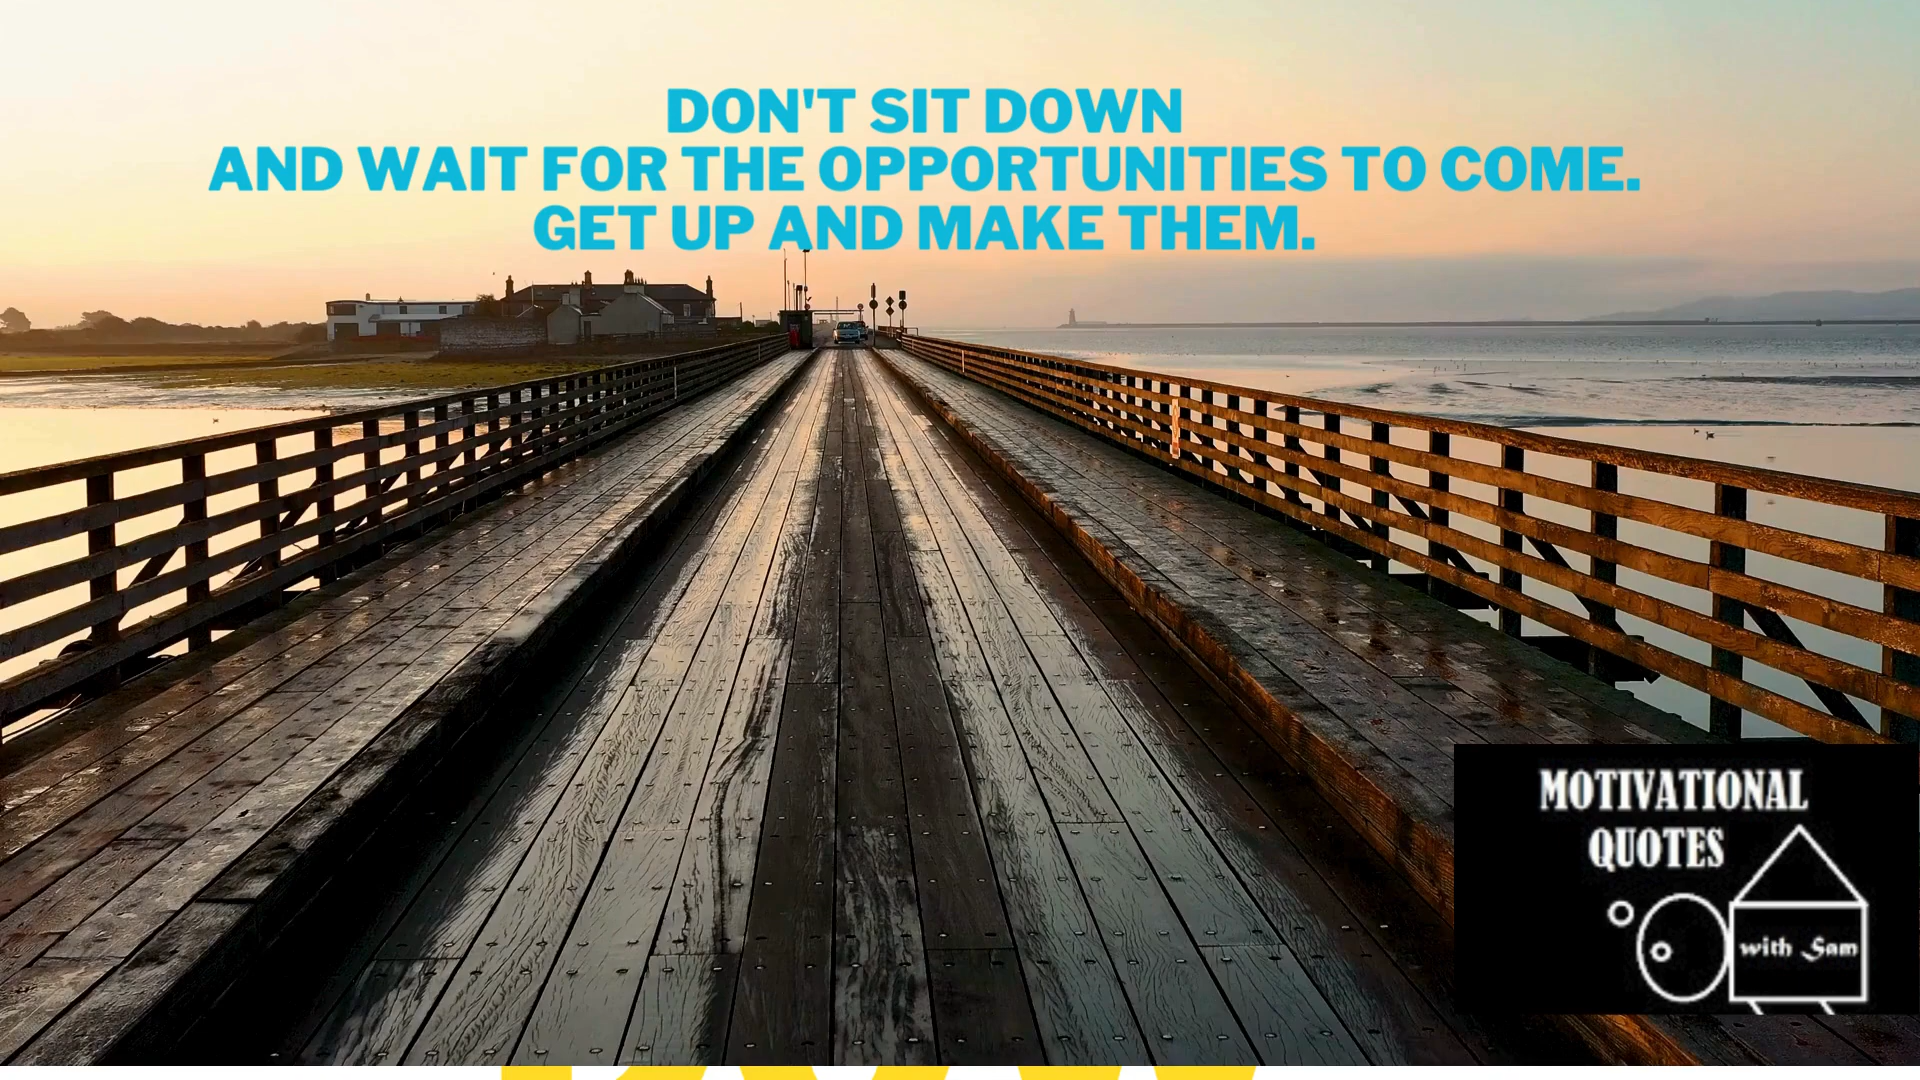 DON'T SIT DOWN
AND WAIT FOR THE OPPORTUNITIES TO COME.
GET UP AND MAKE THEM.
MOTIVATIONAL
QUOTES
with Sam